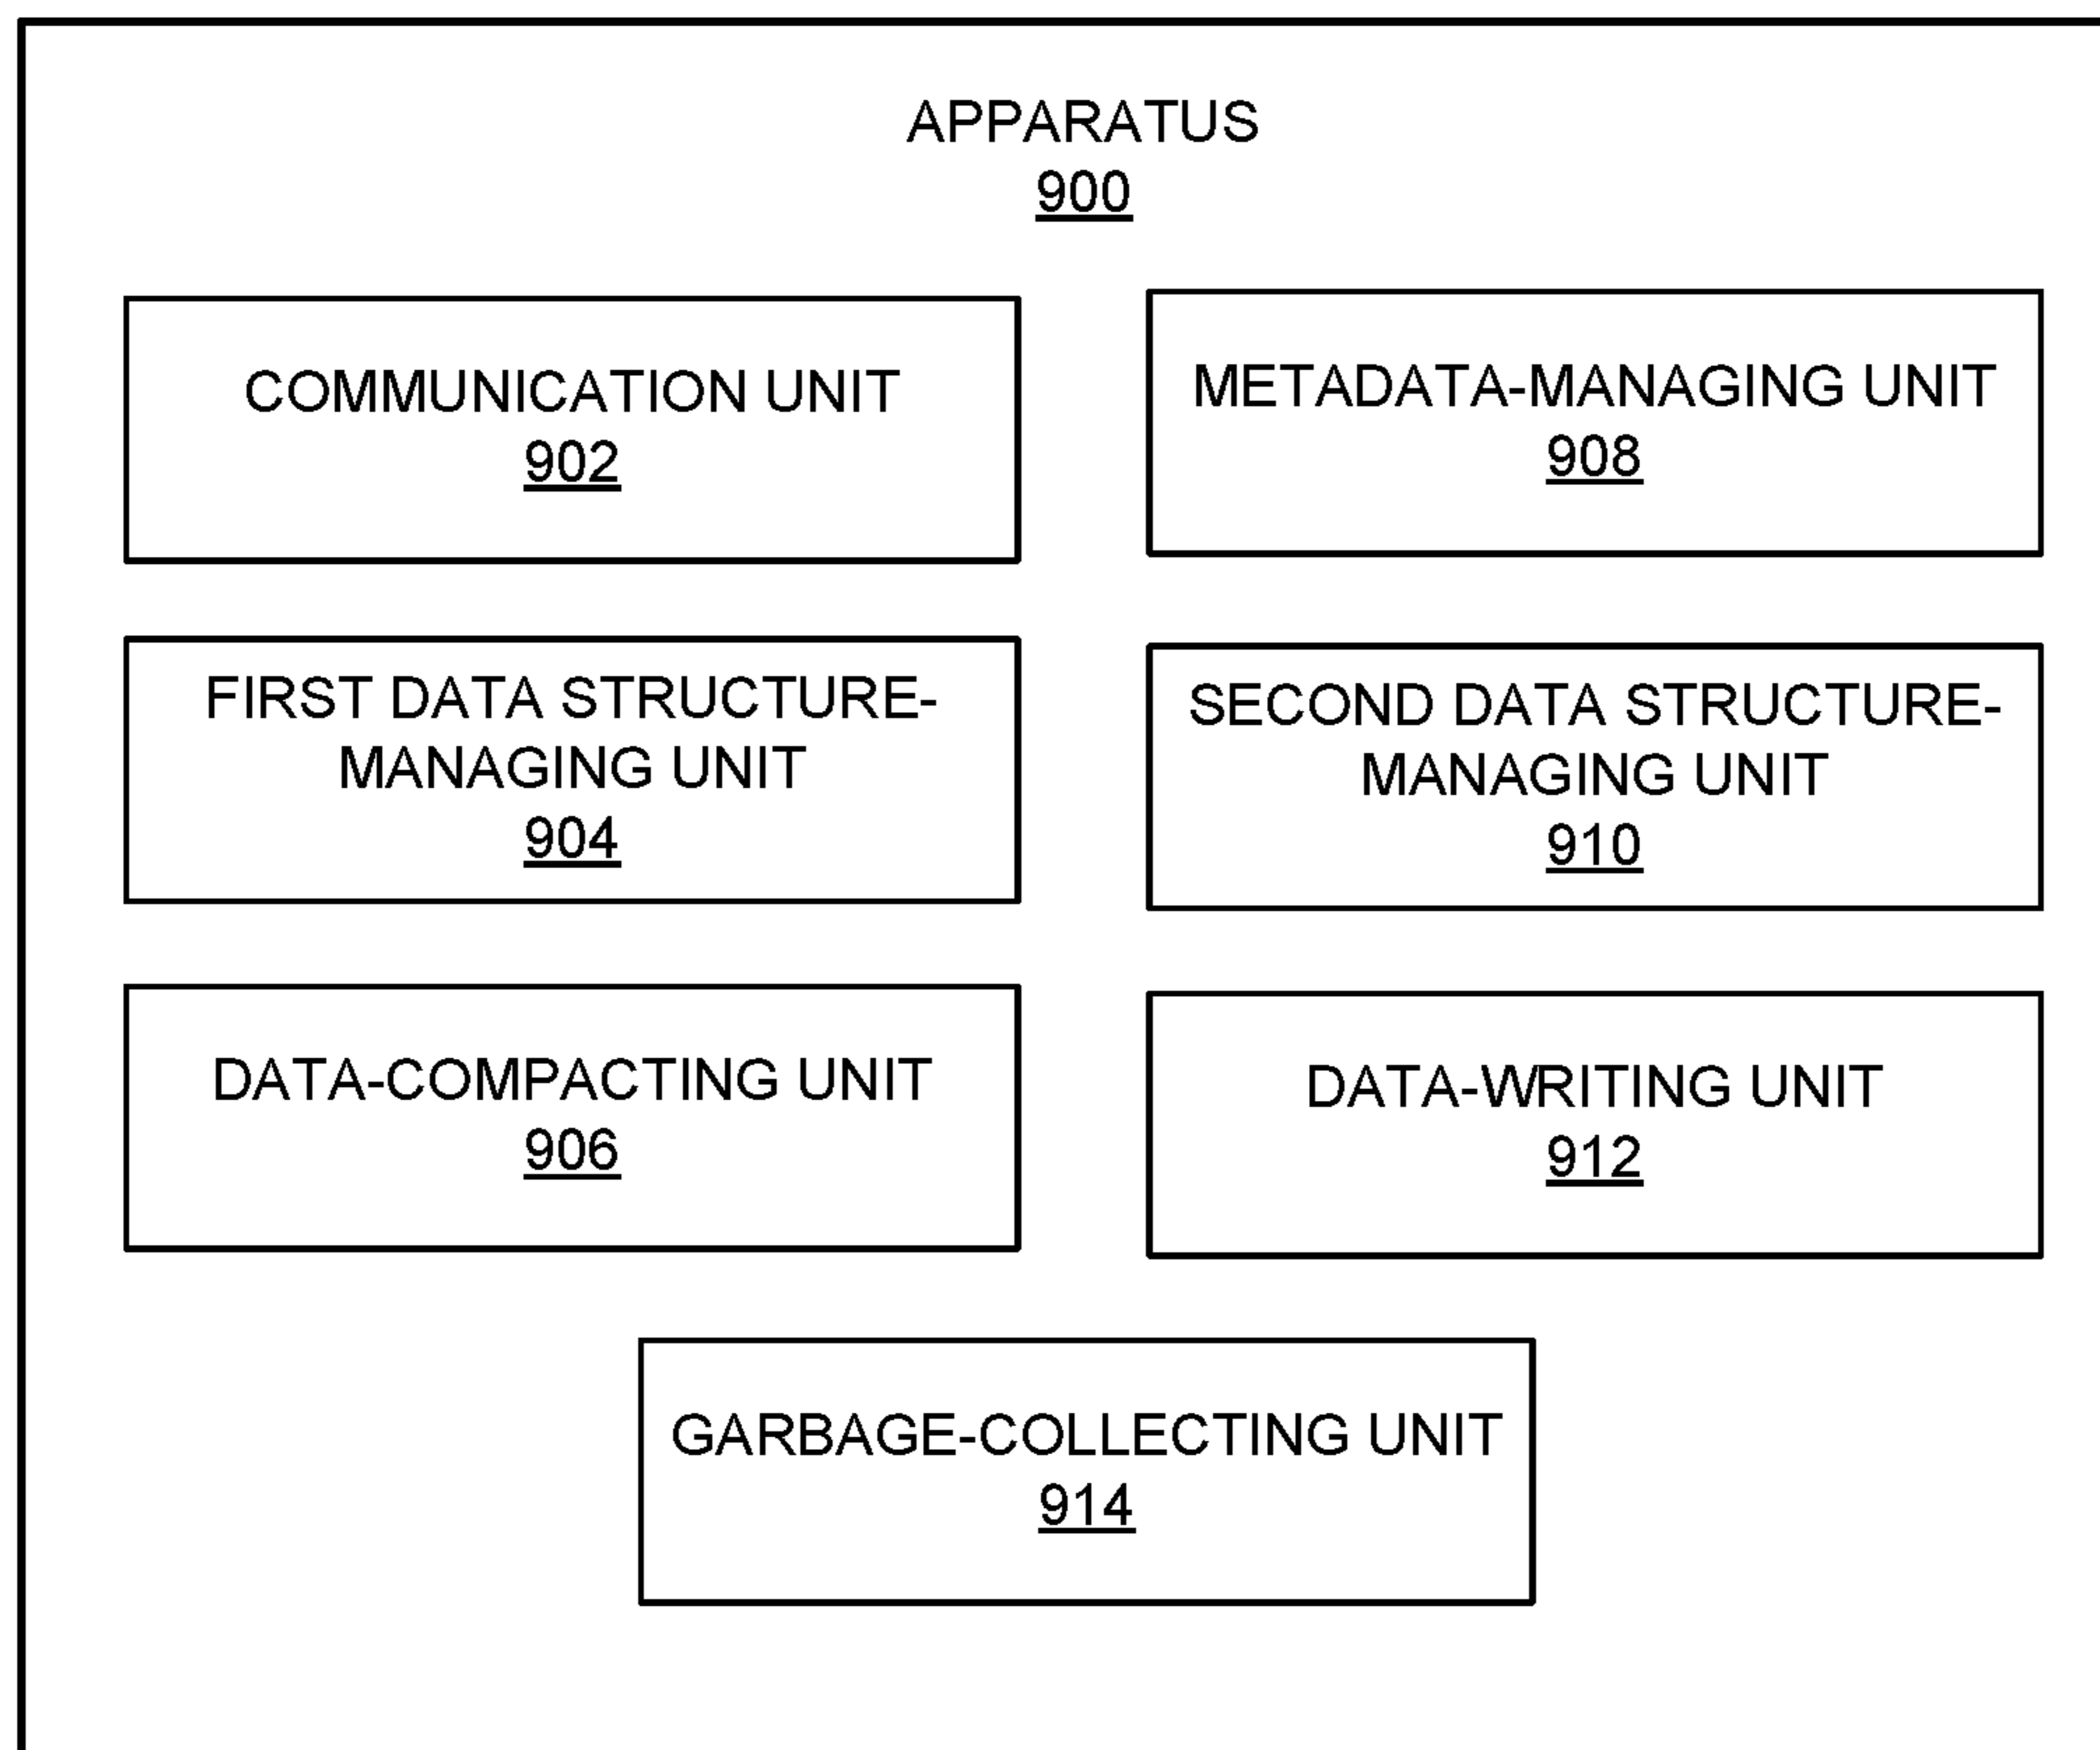 APPARATUS
900
COMMUNICATION UNIT
902
METADATA-MANAGING UNIT
908
FIRST DATA STRUCTURE-
MANAGING UNIT
904
SECOND DATA STRUCTURE-
MANAGING UNIT
910
DATA-COMPACTING UNIT
906
DATA-WRITING UNIT
912
GARBAGE-COLLECTING UNIT
914